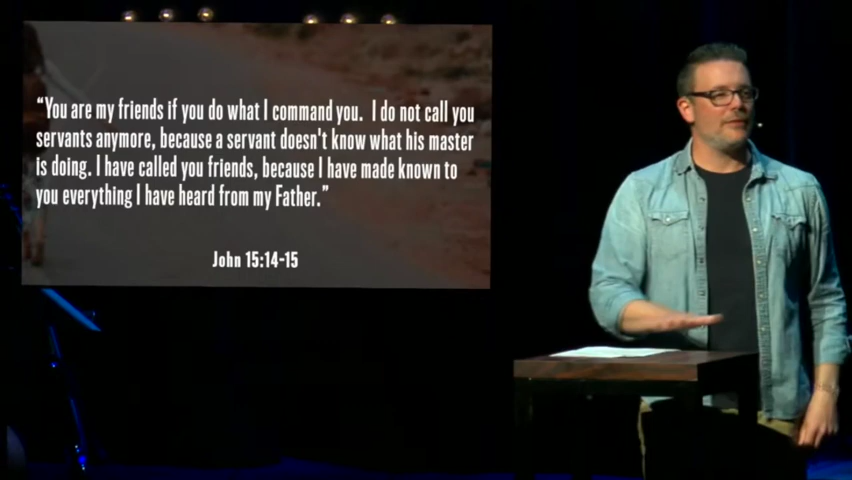 “You are my friends if you do what I command you.  I do not call you
servants anymore, because a servant doesn't know what his master
is doing. I have called you friends, because I have made known to
you everything I have heard from my Father.”
John 15:14-15